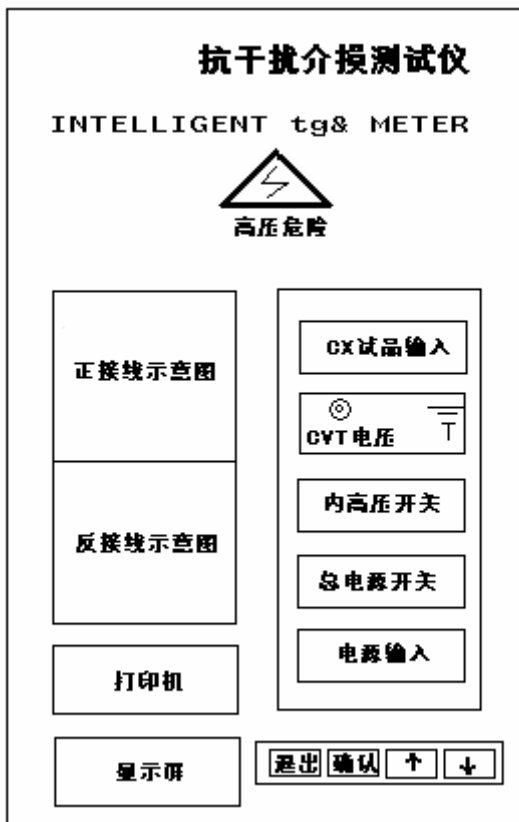 抗干扰介损测试仪
INTELLIGENT tg& METER
高压危险
正接线示意图
反接线示意图
打印机
显示屏
CX试品输入
CVT电压
内高压开关
总电源开关
电源输入
退出 确认 ↑ ↓